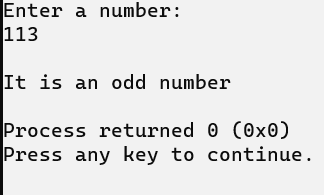 Enter a number:
113
It is an odd number
Process returned 0 (0x0)
Press any key to continue.